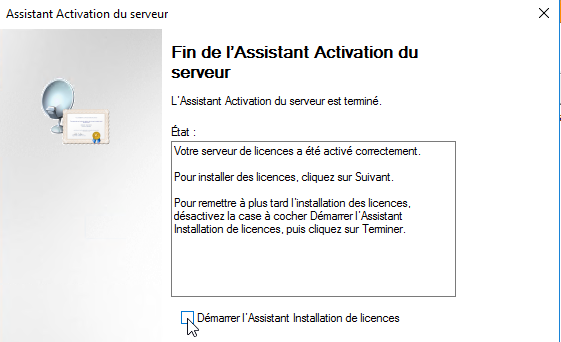 Assistant Activation du serveur
Fin de l'Assistant Activation du
serveur
L'Assistant Activation du serveur est terminé.
État :
Votre serveur de licences a été activé correctement.
Pour installer des licences, cliquez sur Suivant.
Pour remettre à plus tard l'installation des licences,
désactivez la case à cocher Démarrer l'Assistant
Installation de licences, puis cliquez sur Terminer.
Démarrer l'Assistant Installation de licences